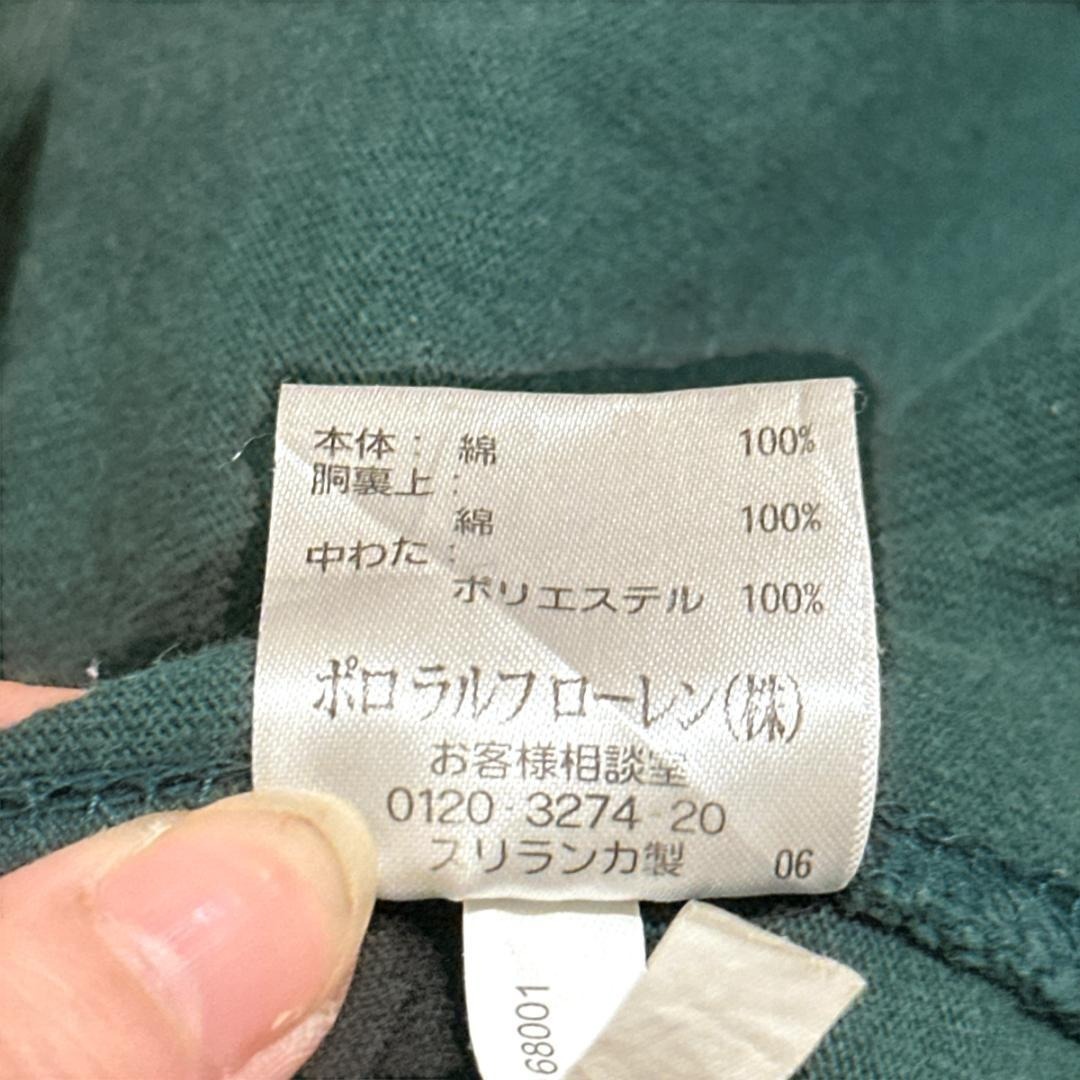 本体： 綿 100%
胴裏上：
綿 100%
中わた：
ポリエステル 100%
ポロ ラルフ ローレン(株)
お客様相談室
0120-3274-20
スリランカ製 06
68001